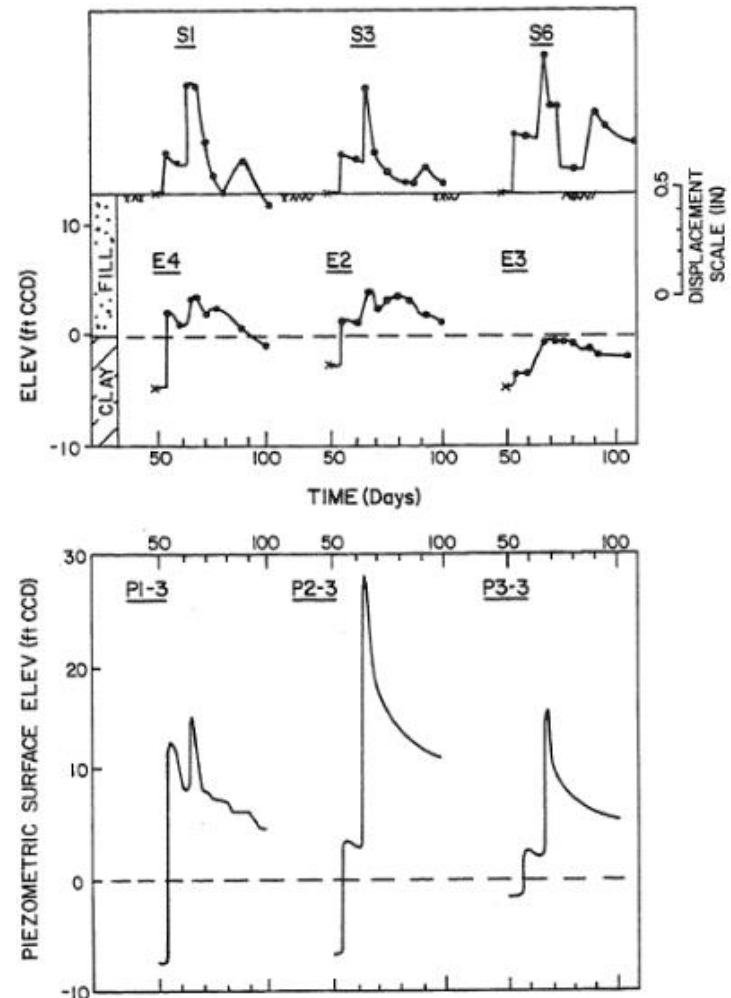 S1 S3 S6
10
0
-10
ELEV (ft CCD)
FILL
CLAY
0.5
0
DISPLACEMENT
SCALE (IN)
E4 E2 E3
50 100 50 100 50 100
TIME (Days)
50 100 50 100 50 100
30
20
10
0
-10
PIEZOMETRIC SURFACE ELEV (ft CCD)
P1-3 P2-3 P3-3